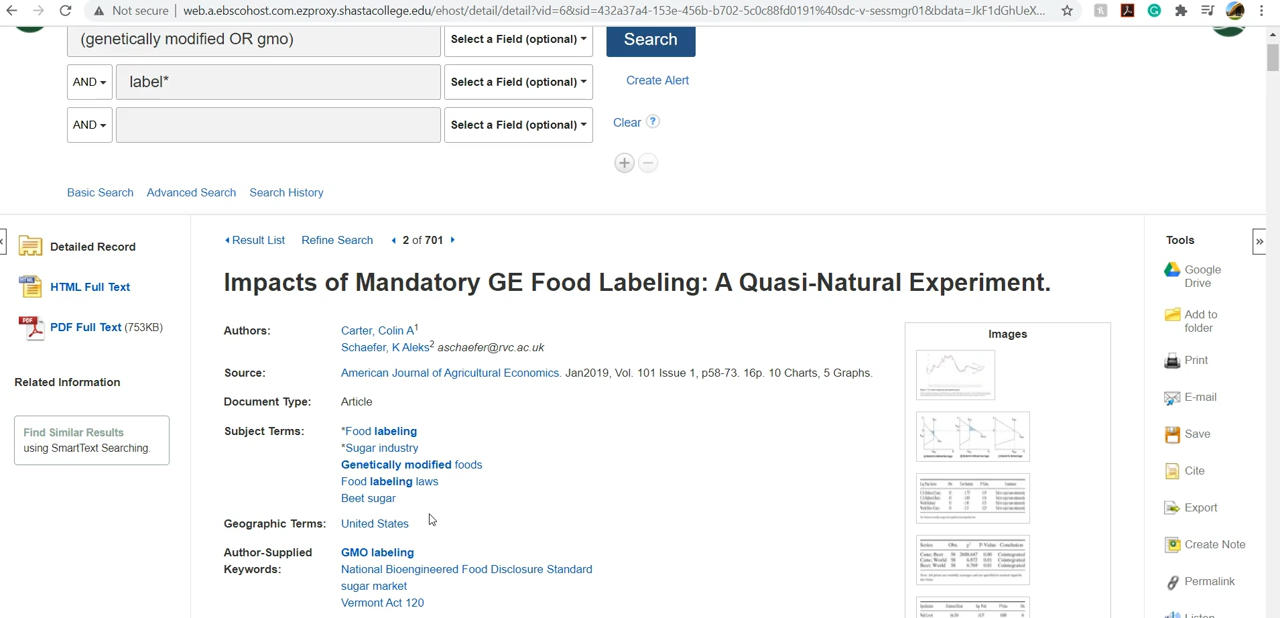 Not secure | web.a.ebscohost.com.ezproxy.shastacollege.edu/ehost/detail/detail?vid=6&sid=432a37a4-153e-456b-b702-5c0c88fd0191%40sdc-v-sessmgr01&bdata=JkF1dGhUeX...
(genetically modified OR gmo) Select a Field (optional) Search
AND label* Select a Field (optional) Create Alert
AND Select a Field (optional) Clear ?
Basic Search Advanced Search Search History
Detailed Record
HTML Full Text
PDF Full Text (753KB)
Related Information
Find Similar Results
using SmartText Searching.
Result List Refine Search 2 of 701
Impacts of Mandatory GE Food Labeling: A Quasi-Natural Experiment.
Authors: Carter, Colin A1
Schaefer, K Aleks2 aschaefer@rvc.ac.uk
Source: American Journal of Agricultural Economics. Jan2019, Vol. 101 Issue 1, p58-73. 16p. 10 Charts, 5 Graphs.
Document Type: Article
Subject Terms: *Food labeling
*Sugar industry
Genetically modified foods
Food labeling laws
Beet sugar
Geographic Terms: United States
Author-Supplied GMO labeling
Keywords: National Bioengineered Food Disclosure Standard
sugar market
Vermont Act 120
Images
Tools
Google
Drive
Add to
folder
Print
E-mail
Save
Cite
Export
Create Note
Permalink
Listen